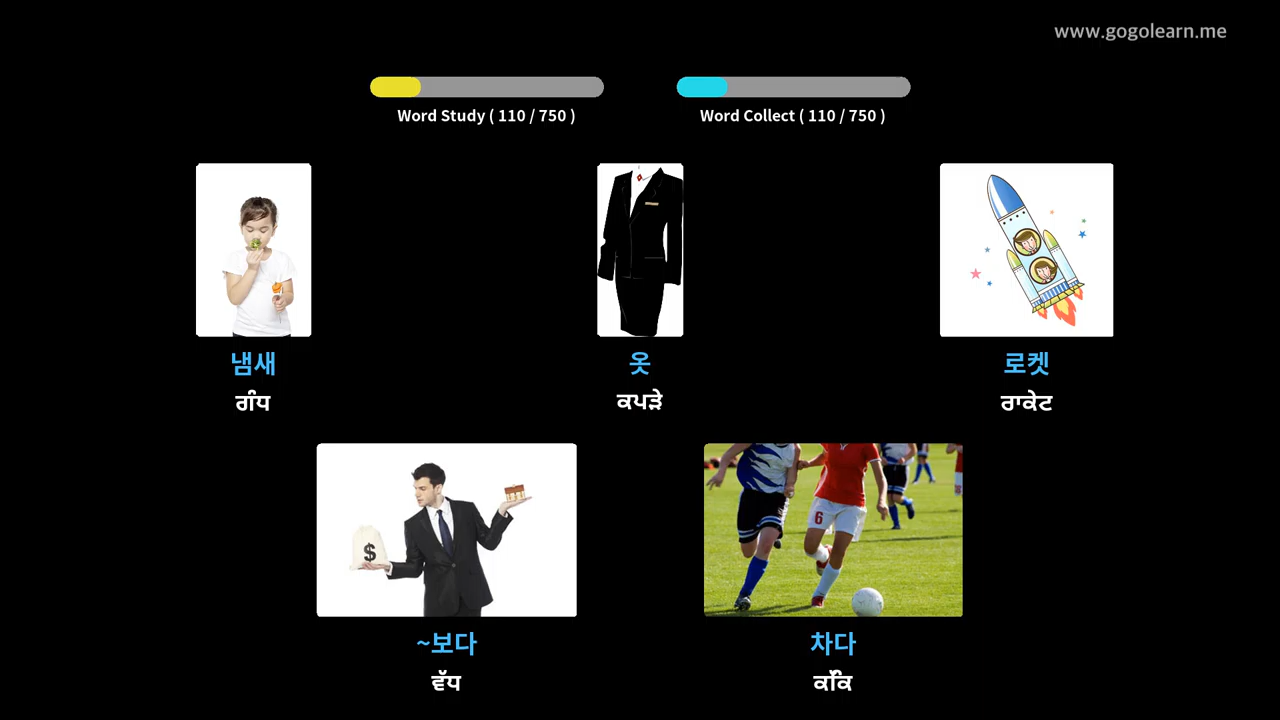 www.gogolearn.me
Word Study ( 110 / 750 )
Word Collect ( 110 / 750 )
냄새
ਗੰਧ
옷
ਕਪੜੇ
로켓
ਰਾਕੇਟ
$
6
~보다
ਵੱਧ
차다
ਕੱਿਕ